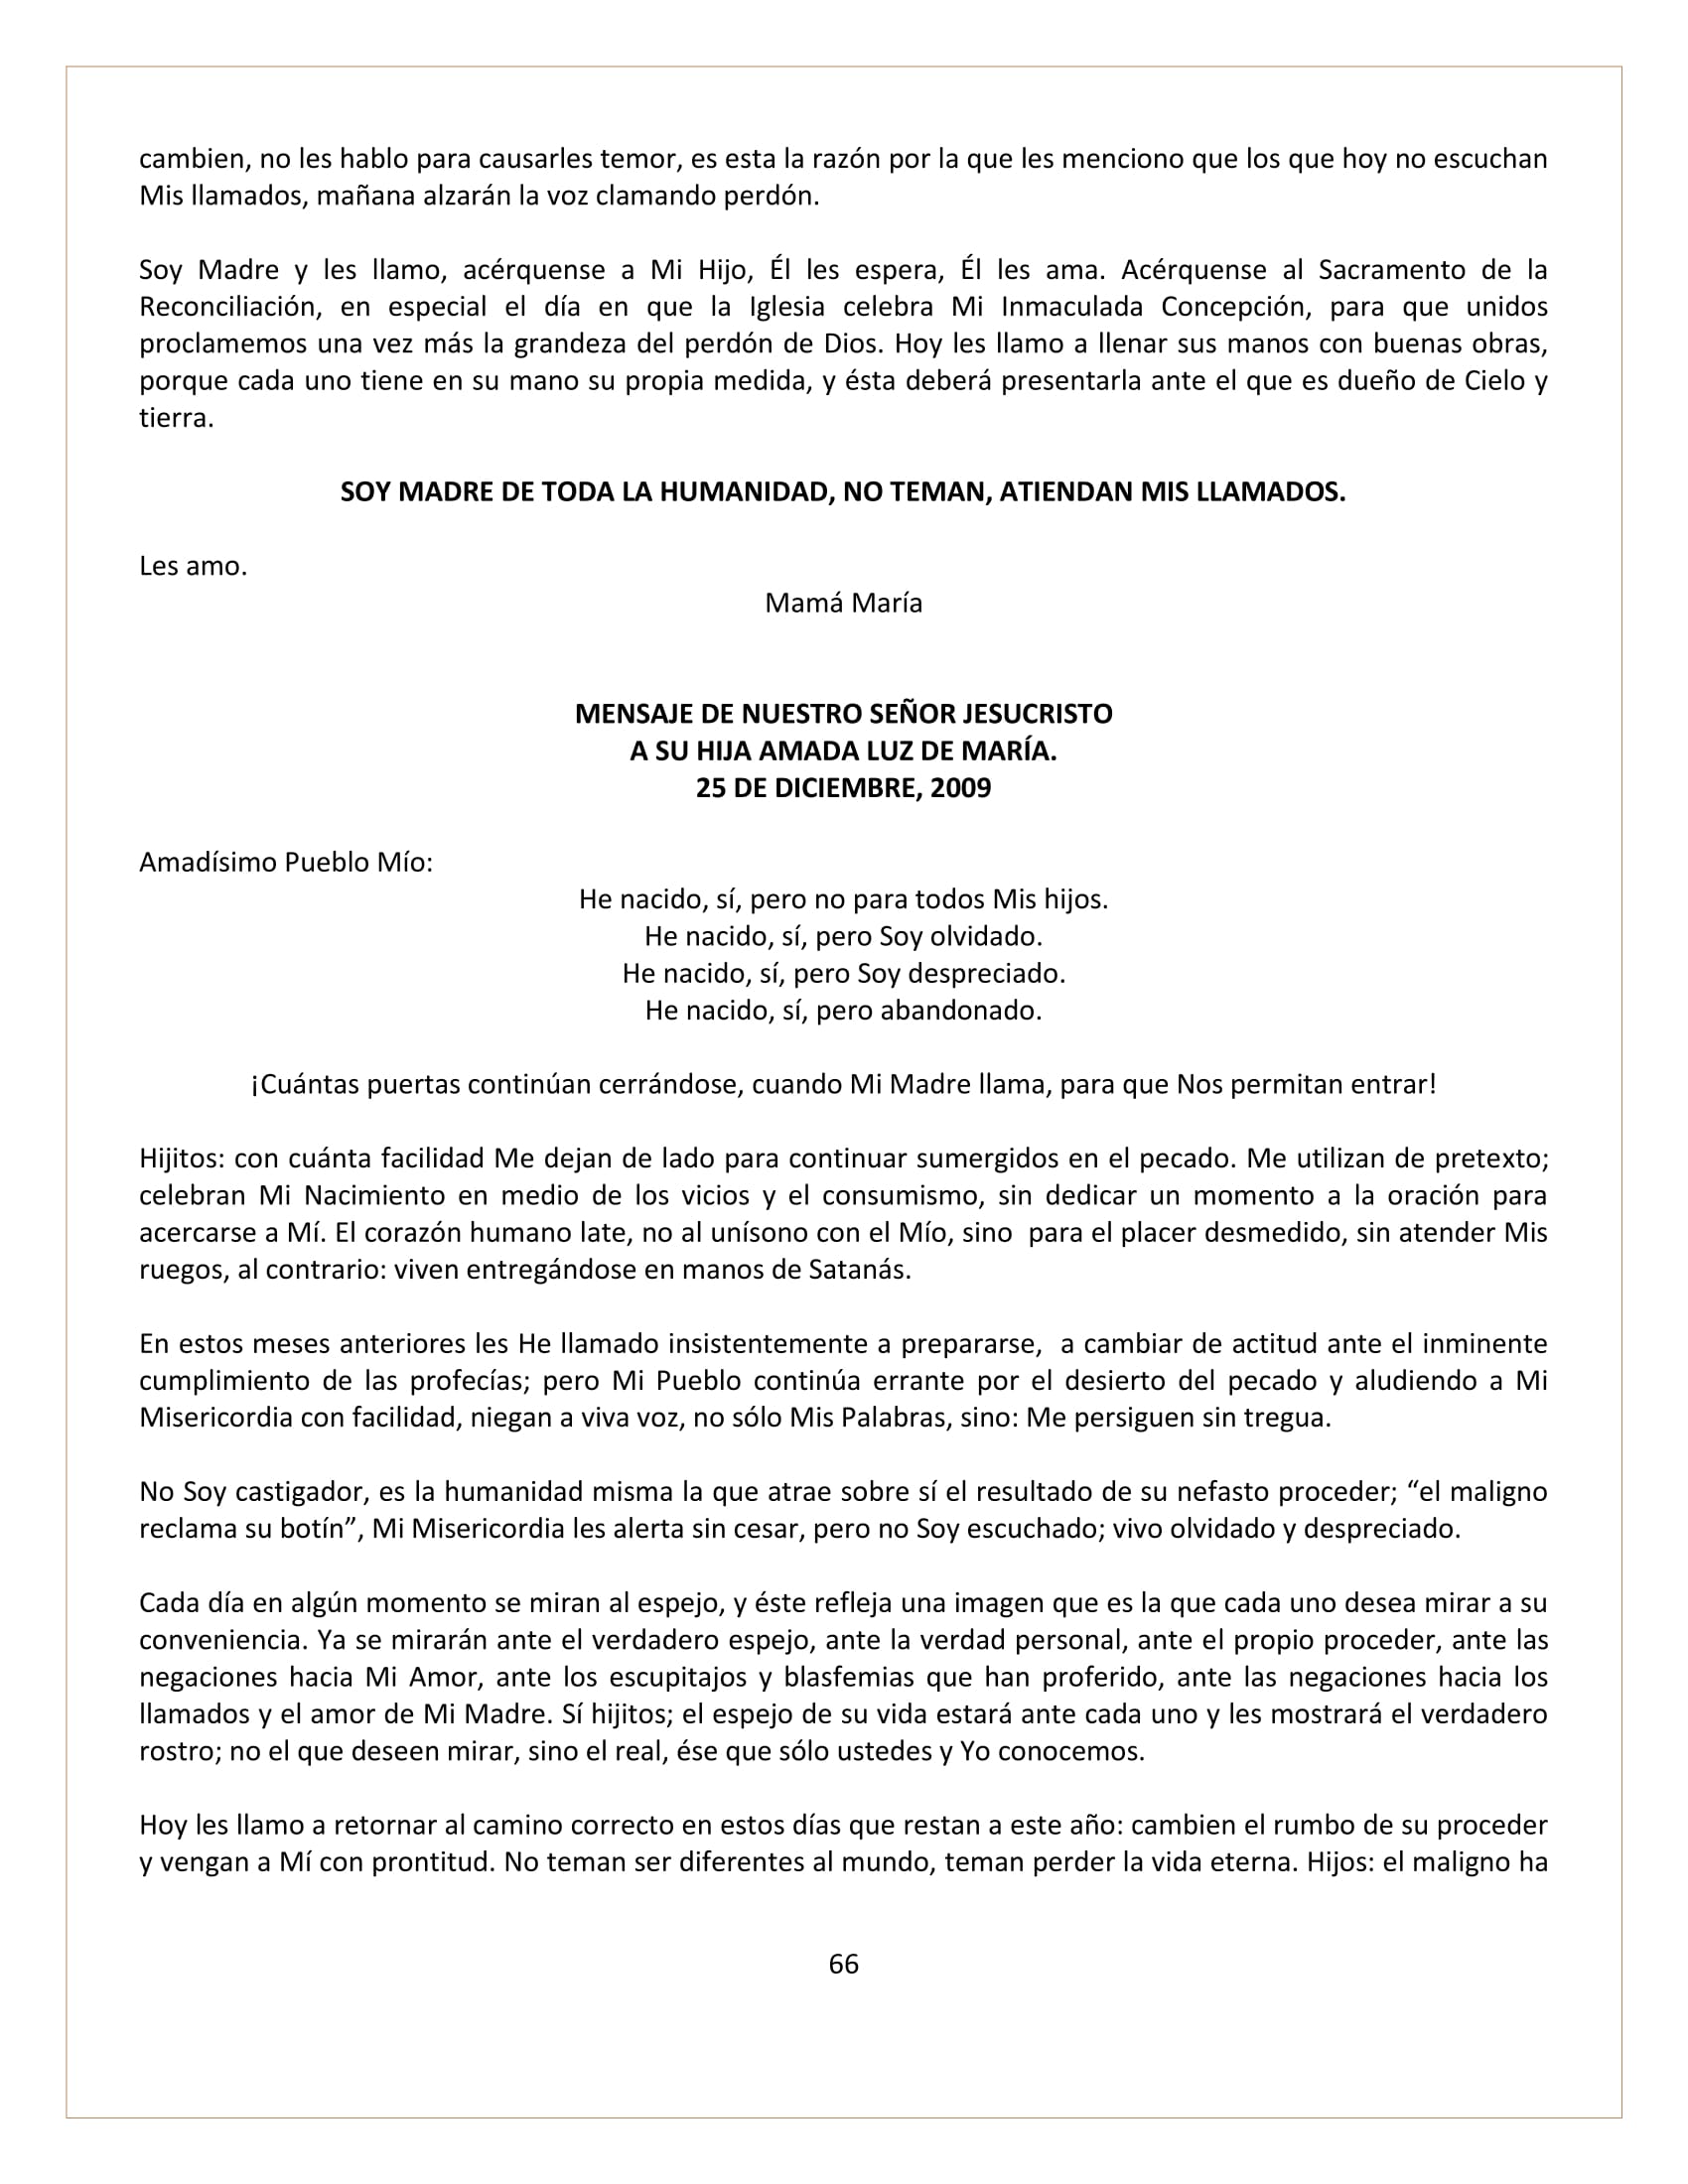 cambien, no les hablo para causarles temor, es esta la razón por la que les menciono que los que hoy no escuchan
Mis llamados, mañana alzarán la voz clamando perdón.
Soy Madre y les llamo, acérquense a Mi Hijo, Él les espera, Él les ama. Acérquense al Sacramento de la
Reconciliación, en especial el día en que la Iglesia celebra Mi Inmaculada Concepción, para que unidos
proclamemos una vez más la grandeza del perdón de Dios. Hoy les llamo a llenar sus manos con buenas obras,
porque cada uno tiene en su mano su propia medida, y ésta deberá presentarla ante el que es dueño de Cielo y
tierra.
SOY MADRE DE TODA LA HUMANIDAD, NO TEMAN, ATIENDAN MIS LLAMADOS.
Les amo.
Mamá María
MENSAJE DE NUESTRO SEÑOR JESUCRISTO
A SU HIJA AMADA LUZ DE MARÍA.
25 DE DICIEMBRE, 2009
Amadísimo Pueblo Mío:
He nacido, sí, pero no para todos Mis hijos.
He nacido, sí, pero Soy olvidado.
He nacido, sí, pero Soy despreciado.
He nacido, sí, pero abandonado.
¡Cuántas puertas continúan cerrándose, cuando Mi Madre llama, para que Nos permitan entrar!
Hijitos: con cuánta facilidad Me dejan de lado para continuar sumergidos en el pecado. Me utilizan de pretexto;
celebran Mi Nacimiento en medio de los vicios y el consumismo, sin dedicar un momento a la oración para
acercarse a Mí. El corazón humano late, no al unísono con el Mío, sino  para el placer desmedido, sin atender Mis
ruegos, al contrario: viven entregándose en manos de Satanás.
En estos meses anteriores les He llamado insistentemente a prepararse,  a cambiar de actitud ante el inminente
cumplimiento de las profecías; pero Mi Pueblo continúa errante por el desierto del pecado y aludiendo a Mi
Misericordia con facilidad, niegan a viva voz, no sólo Mis Palabras, sino: Me persiguen sin tregua.
No Soy castigador, es la humanidad misma la que atrae sobre sí el resultado de su nefasto proceder; “el maligno
reclama su botín”, Mi Misericordia les alerta sin cesar, pero no Soy escuchado; vivo olvidado y despreciado.
Cada día en algún momento se miran al espejo, y éste refleja una imagen que es la que cada uno desea mirar a su
conveniencia. Ya se mirarán ante el verdadero espejo, ante la verdad personal, ante el propio proceder, ante las
negaciones hacia Mi Amor, ante los escupitajos y blasfemias que han proferido, ante las negaciones hacia los
llamados y el amor de Mi Madre. Sí hijitos; el espejo de su vida estará ante cada uno y les mostrará el verdadero
rostro; no el que deseen mirar, sino el real, ése que sólo ustedes y Yo conocemos.
Hoy les llamo a retornar al camino correcto en estos días que restan a este año: cambien el rumbo de su proceder
y vengan a Mí con prontitud. No teman ser diferentes al mundo, teman perder la vida eterna. Hijos: el maligno ha
66